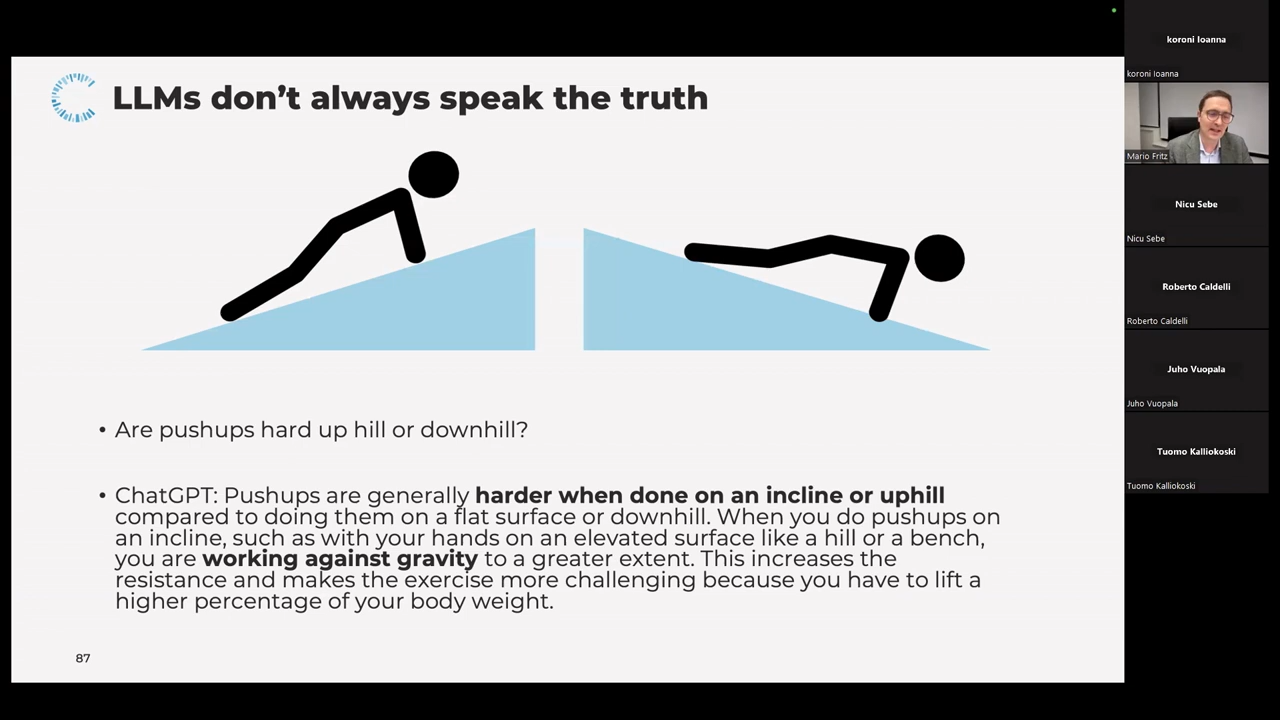 LLMs don't always speak the truth
• Are pushups hard up hill or downhill?
• ChatGPT: Pushups are generally harder when done on an incline or uphill
compared to doing them on a flat surface or downhill. When you do pushups on
an incline, such as with your hands on an elevated surface like a hill or a bench,
you are working against gravity to a greater extent. This increases the
resistance and makes the exercise more challenging because you have to lift a
higher percentage of your body weight.
87
koroni Ioanna
koroni Ioanna
Mario Fritz
Nicu Sebe
Nicu Sebe
Roberto Caldelli
Roberto Caldelli
Juho Vuopala
Juho Vuopala
Tuomo Kalliokoski
Tuomo Kalliokoski